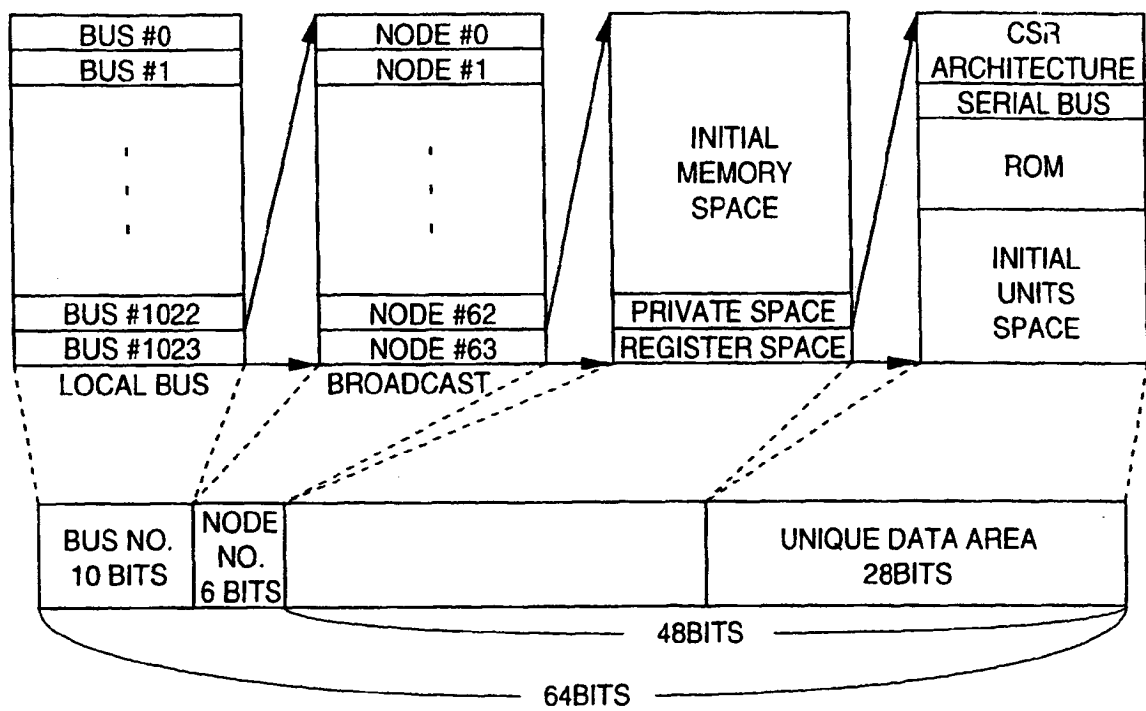 BUS #0
BUS #1
BUS #1022
BUS #1023
LOCAL BUS
NODE #0
NODE #1
NODE #62
NODE #63
BROADCAST
INITIAL
MEMORY
SPACE
PRIVATE SPACE
REGISTER SPACE
CSR
ARCHITECTURE
SERIAL BUS
ROM
INITIAL
UNITS
SPACE
BUS NO.
10 BITS
NODE
NO.
6 BITS
UNIQUE DATA AREA
28BITS
48BITS
64BITS